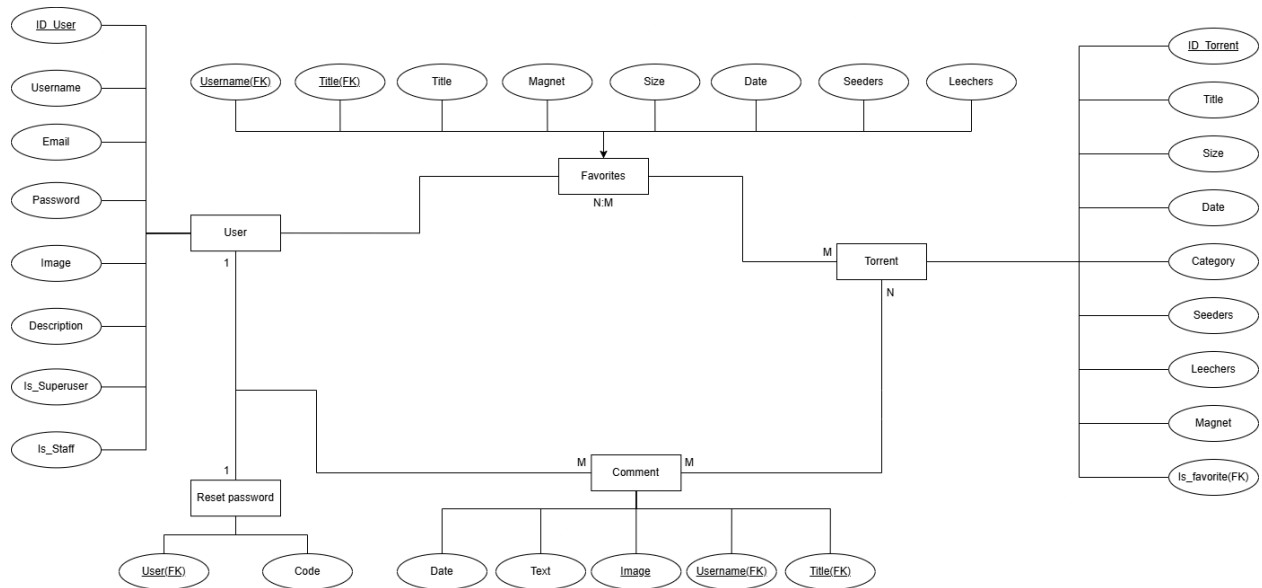 ID_User
Username
Email
Password
Image
Description
Is_Superuser
Is_Staff
Username(FK)
Title(FK)
Title
Magnet
Size
Date
Seeders
Leechers
Favorites
N:M
User
1
1
Reset password
User(FK)
Code
M
Comment
M
Date
Text
Image
Username(FK)
Title(FK)
M
Torrent
N
ID_Torrent
Title
Size
Date
Category
Seeders
Leechers
Magnet
Is_favorite(FK)